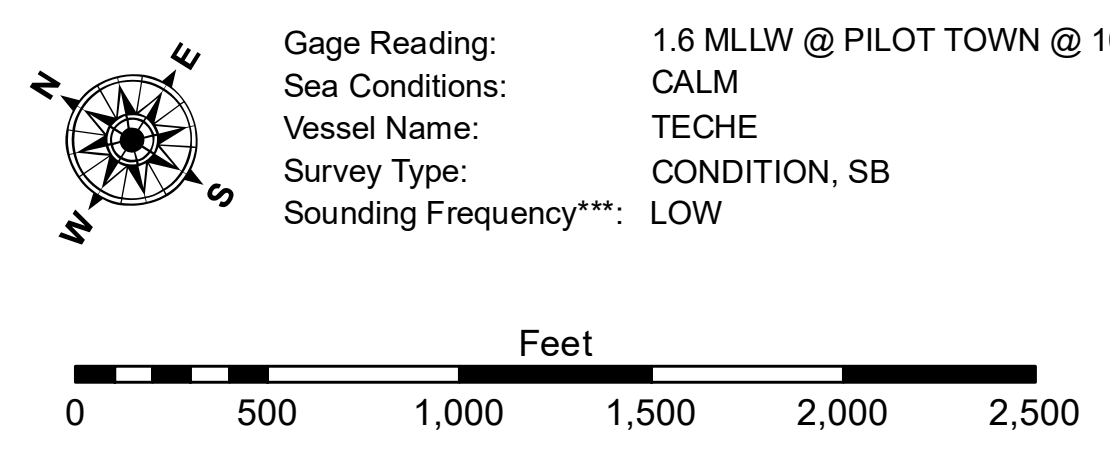 N
E
S
W
Gage Reading: 1.6 MLLW @ PILOT TOWN @
Sea Conditions: CALM
Vessel Name: TECHE
Survey Type: CONDITION, SB
Sounding Frequency***: LOW
Feet
0 500 1,000 1,500 2,000 2,500